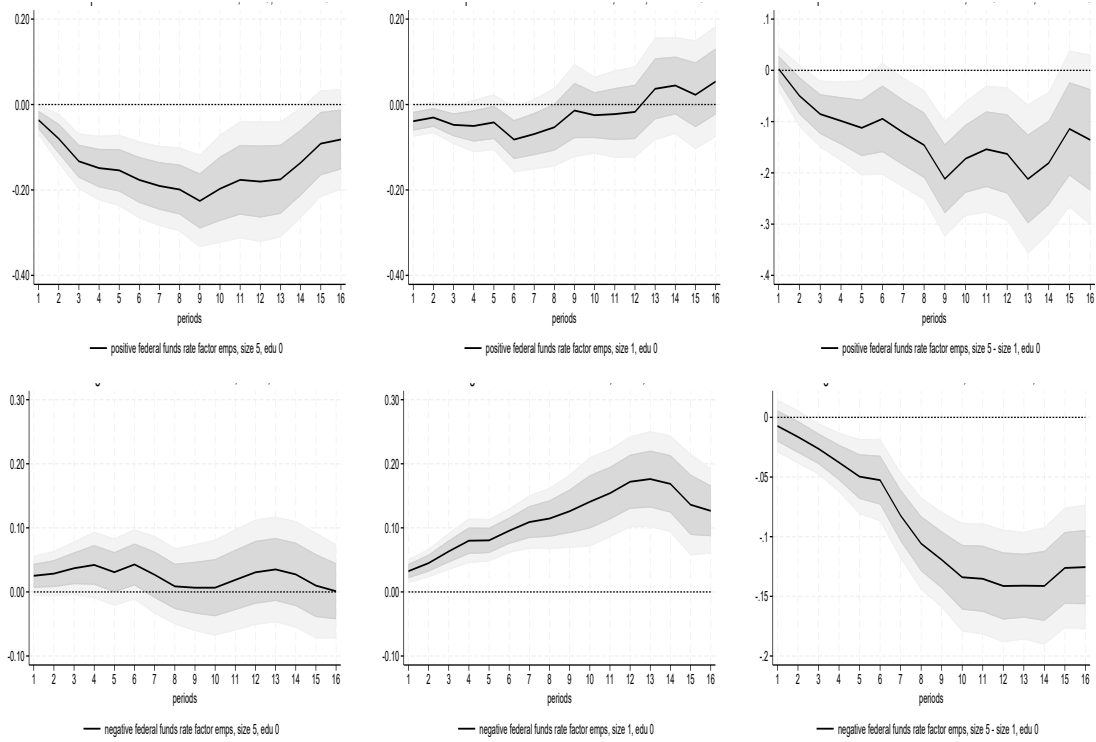 0.20
0.00
-0.20
-0.40
1 2 3 4 5 6 7 8 9 10 11 12 13 14 15 16
periods
positive federal funds rate factor emps, size 5, edu 0
0.20
0.00
-0.20
-0.40
1 2 3 4 5 6 7 8 9 10 11 12 13 14 15 16
periods
positive federal funds rate factor emps, size 1, edu 0
.1
0
-.1
-.2
-.3
-.4
1 2 3 4 5 6 7 8 9 10 11 12 13 14 15 16
periods
positive federal funds rate factor emps, size 5 - size 1, edu 0
0.30
0.20
0.10
0.00
-0.10
1 2 3 4 5 6 7 8 9 10 11 12 13 14 15 16
periods
negative federal funds rate factor emps, size 5, edu 0
0.30
0.20
0.10
0.00
-0.10
1 2 3 4 5 6 7 8 9 10 11 12 13 14 15 16
periods
negative federal funds rate factor emps, size 1, edu 0
0
-.05
-.1
-.15
-.2
1 2 3 4 5 6 7 8 9 10 11 12 13 14 15 16
periods
negative federal funds rate factor emps, size 5 - size 1, edu 0